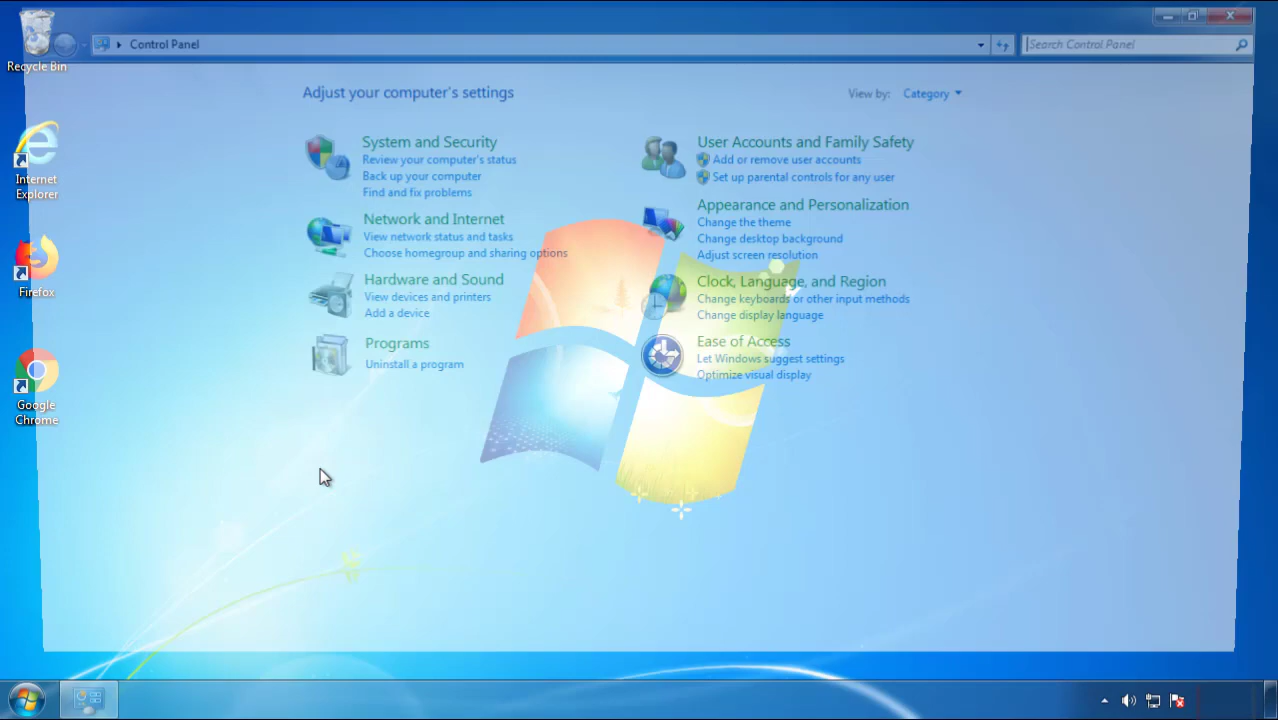 Recycle Bin
Internet
Explorer
Firefox
Google
Chrome
Control Panel
Search Control Panel
Adjust your computer's settings
View by: Category
System and Security
Review your computer's status
Back up your computer
Find and fix problems
Network and Internet
View network status and tasks
Choose homegroup and sharing options
Hardware and Sound
View devices and printers
Add a device
Programs
Uninstall a program
User Accounts and Family Safety
Add or remove user accounts
Set up parental controls for any user
Appearance and Personalization
Change the theme
Change desktop background
Adjust screen resolution
Clock, Language, and Region
Change keyboards or other input methods
Change display language
Ease of Access
Let Windows suggest settings
Optimize visual display